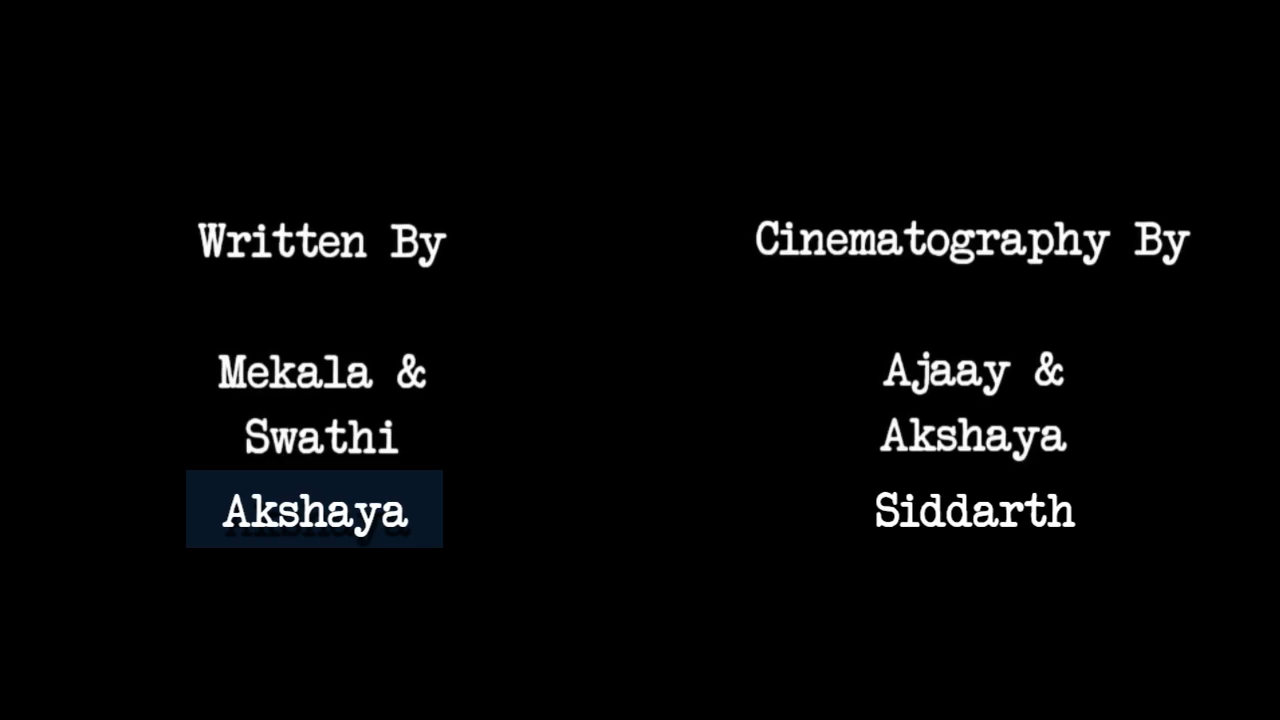 Written By
Mekala &
Swathi
Akshaya
Cinematography By
Ajaay &
Akshaya
Siddarth